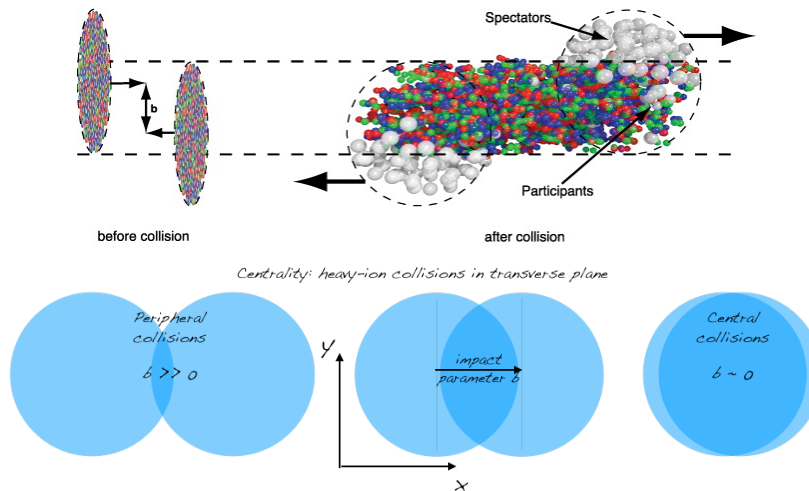 Spectators
b
Participants
before collision
after collision
Centrality: heavy-ion collisions in transverse plane
Peripheral
collisions
b >> 0
y
impact
parameter b
x
Central
collisions
b ~ 0